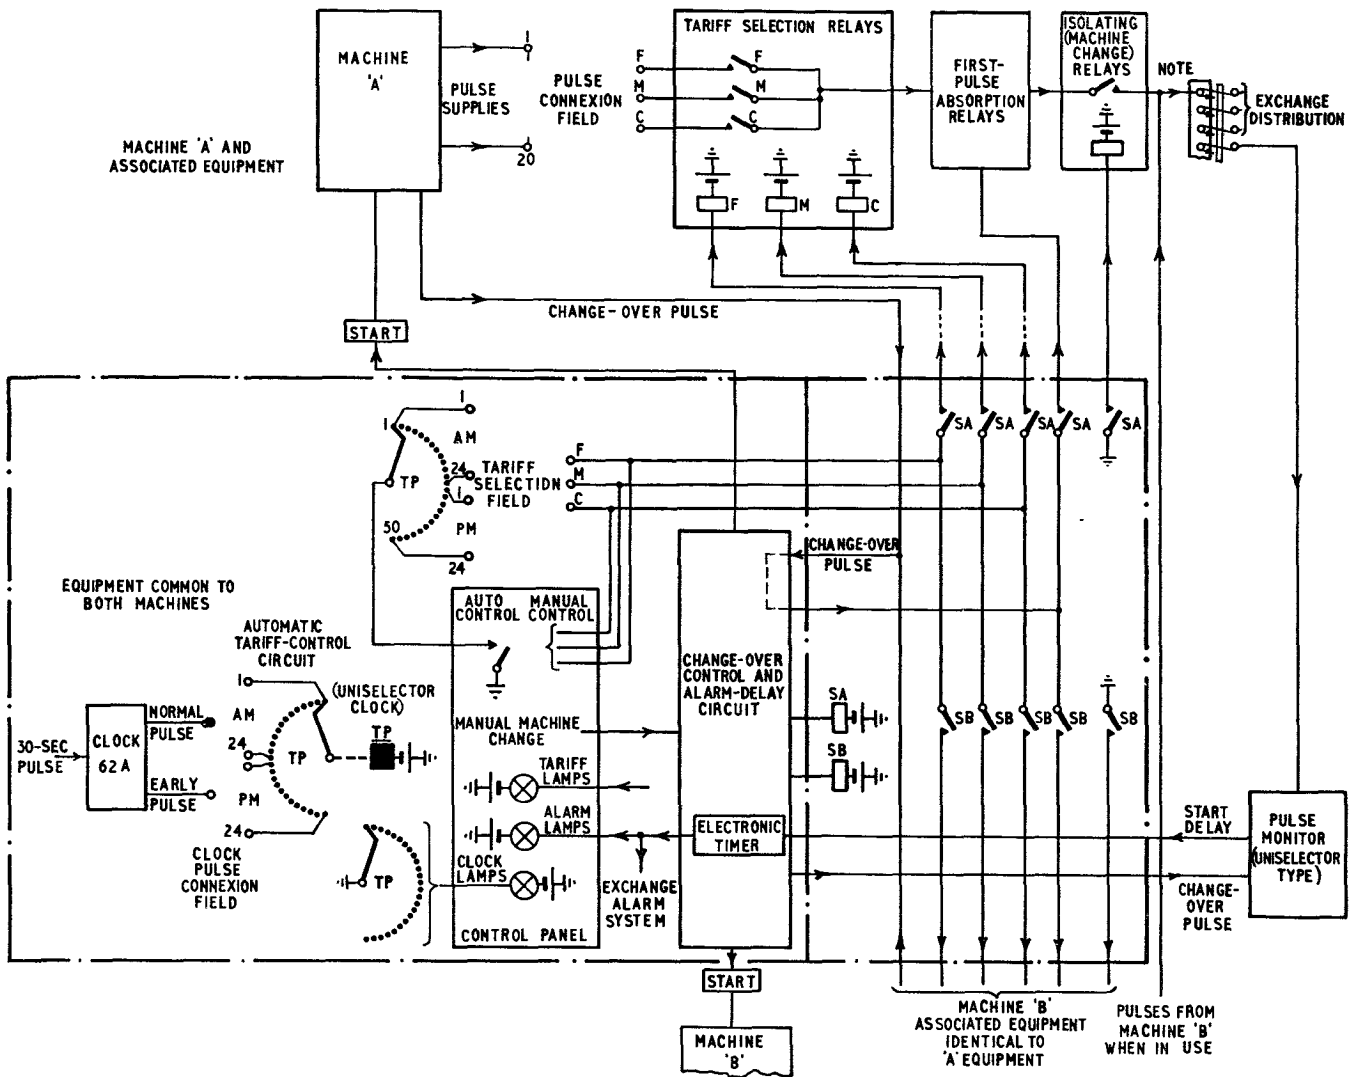 MACHINE
'A'
PULSE
SUPPLIES
1
20
PULSE
CONNEXION
FIELD
F
M
C
TARIFF SELECTION RELAYS
F
M
C
F
M
C
FIRST-
PULSE
ABSORPTION
RELAYS
ISOLATING
(MACHINE
CHANGE)
RELAYS
NOTE
EXCHANGE
DISTRIBUTION
MACHINE 'A' AND
ASSOCIATED EQUIPMENT
START
CHANGE-OVER PULSE
1
TP
50
1
AM
24
1
PM
24
TARIFF
SELECTION
FIELD
F
M
C
SA
SA
SA
SA
SA
CHANGE-OVER
PULSE
EQUIPMENT COMMON TO
BOTH MACHINES
AUTOMATIC
TARIFF-CONTROL
CIRCUIT
(UNISELECTOR
CLOCK)
TP
30-SEC
PULSE
CLOCK
62A
NORMAL
PULSE
EARLY
PULSE
1
AM
24
PM
24
TP
CLOCK
PULSE
CONNEXION
FIELD
TP
AUTO
CONTROL
MANUAL
CONTROL
MANUAL MACHINE
CHANGE
TARIFF
LAMPS
ALARM
LAMPS
CLOCK
LAMPS
CONTROL PANEL
EXCHANGE
ALARM
SYSTEM
CHANGE-OVER
CONTROL AND
ALARM-DELAY
CIRCUIT
ELECTRONIC
TIMER
SA
SB
SB
SB
SB
SB
SB
START
DELAY
CHANGE-
OVER
PULSE
PULSE
MONITOR
(UNISELECTOR
TYPE)
START
MACHINE
'B'
MACHINE 'B'
ASSOCIATED EQUIPMENT
IDENTICAL TO
'A' EQUIPMENT
PULSES FROM
MACHINE 'B'
WHEN IN USE